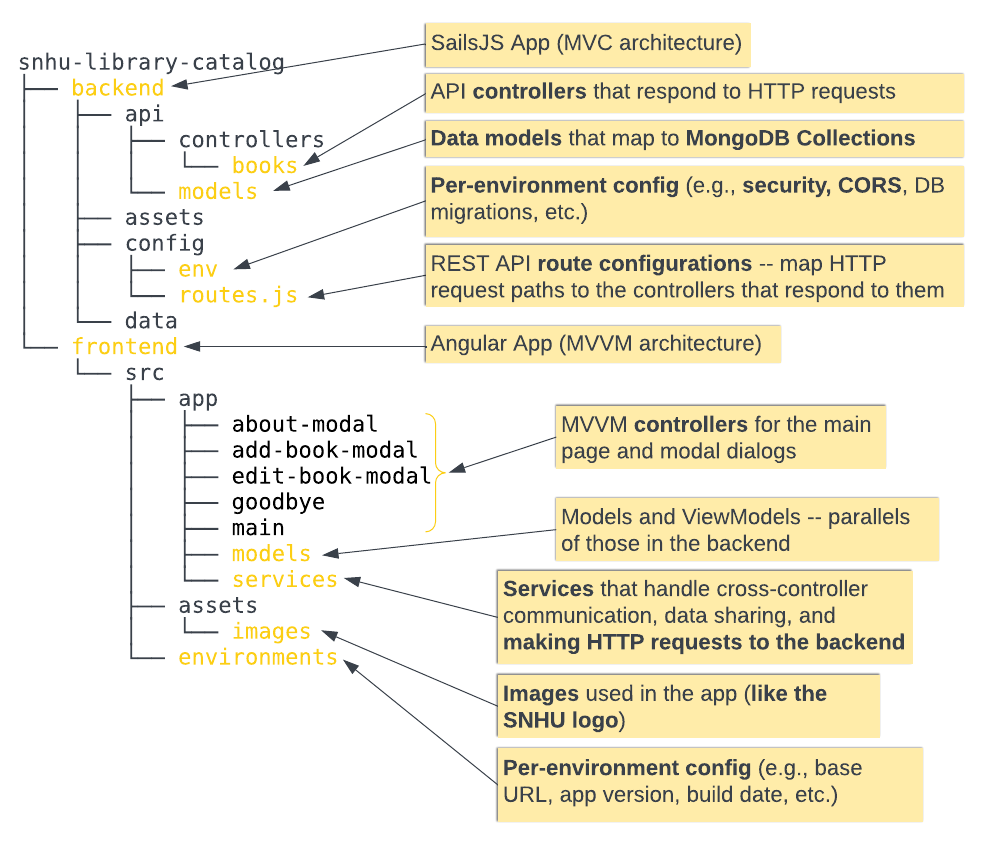 SailsJS App (MVC architecture)
snhu-library-catalog
backend
API controllers that respond to HTTP requests
api
controllers
Data models that map to MongoDB Collections
books
models
Per-environment config (e.g., security, CORS, DB
migrations, etc.)
assets
config
env
REST API route configurations -- map HTTP
request paths to the controllers that respond to them
routes.js
data
frontend
Angular App (MVVM architecture)
src
app
about-modal
add-book-modal
edit-book-modal
goodbye
main
MVVM controllers for the main
page and modal dialogs
models
Models and ViewModels -- parallels
of those in the backend
services
Services that handle cross-controller
communication, data sharing, and
making HTTP requests to the backend
assets
images
environments
Images used in the app (like the
SNHU logo)
Per-environment config (e.g., base
URL, app version, build date, etc.)